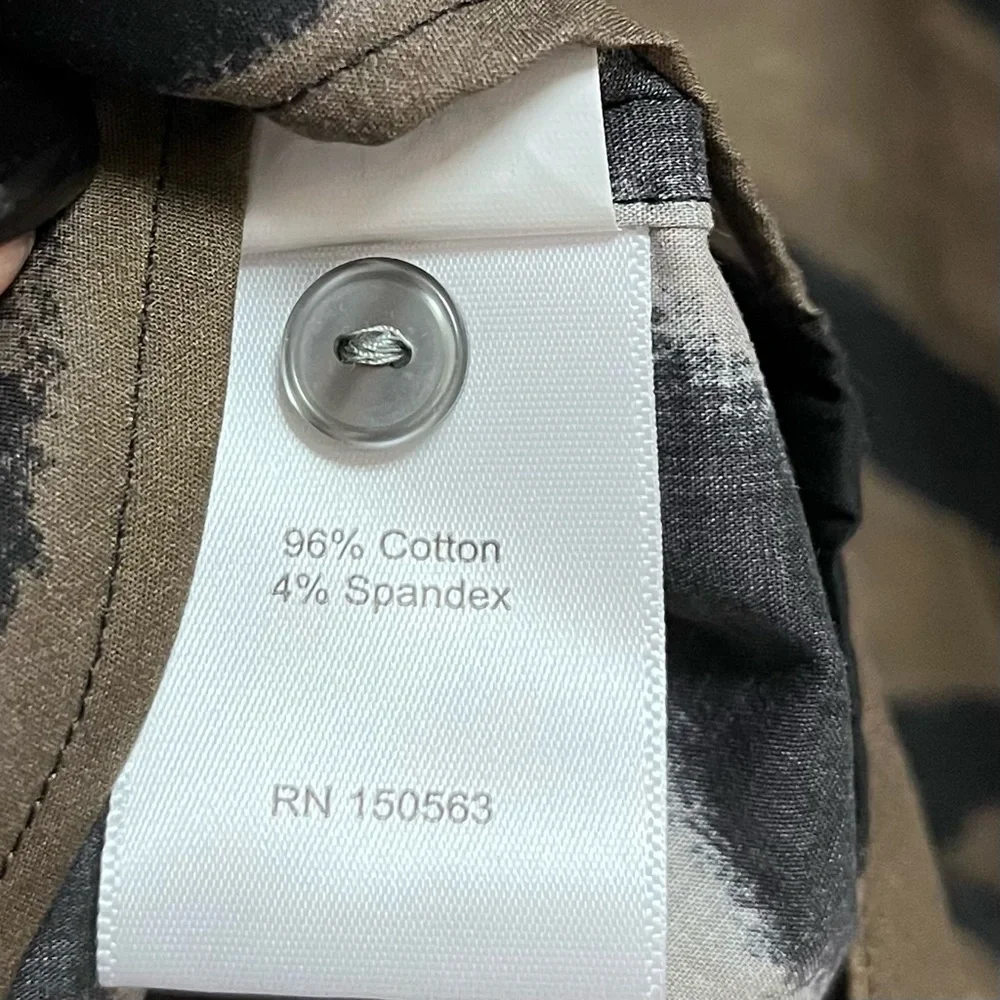 96% Cotton
4% Spandex
RN 150563